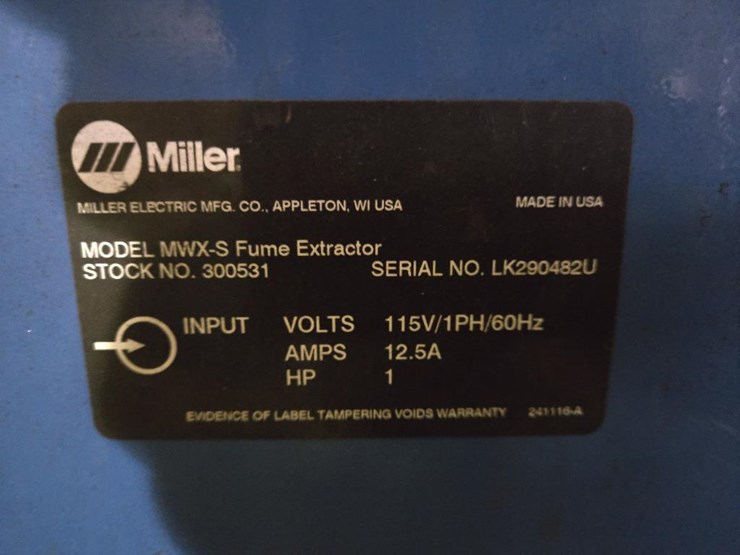 Miller
MILLER ELECTRIC MFG. CO., APPLETON, WI USA MADE IN USA
MODEL MWX-S Fume Extractor
STOCK NO. 300531 SERIAL NO. LK290482U
INPUT VOLTS 115V/1PH/60Hz
AMPS 12.5A
HP 1
EVIDENCE OF LABEL TAMPERING VOIDS WARRANTY 241116-A